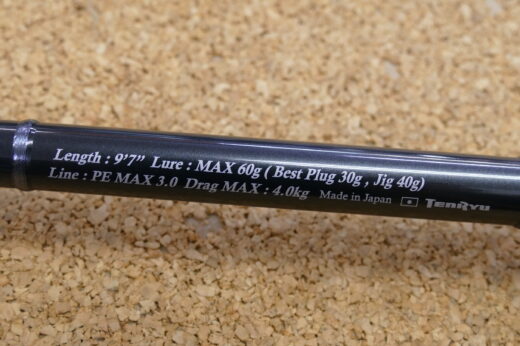 Length : 9'7" Lure : MAX 60g ( Best Plug 30g , Jig 40g)
Line : PE MAX 3.0 Drag MAX : 4.0kg Made in Japan TENRYU